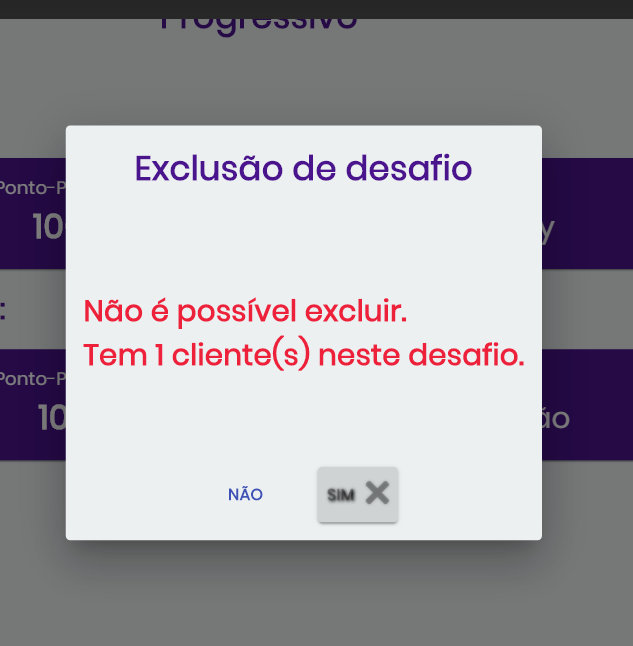 Progressivo
Exclusão de desafio
Ponto-P
10
y
Não é possível excluir.
:
Tem 1 cliente(s) neste desafio.
Ponto-P
10
ão
NÃO
SIM